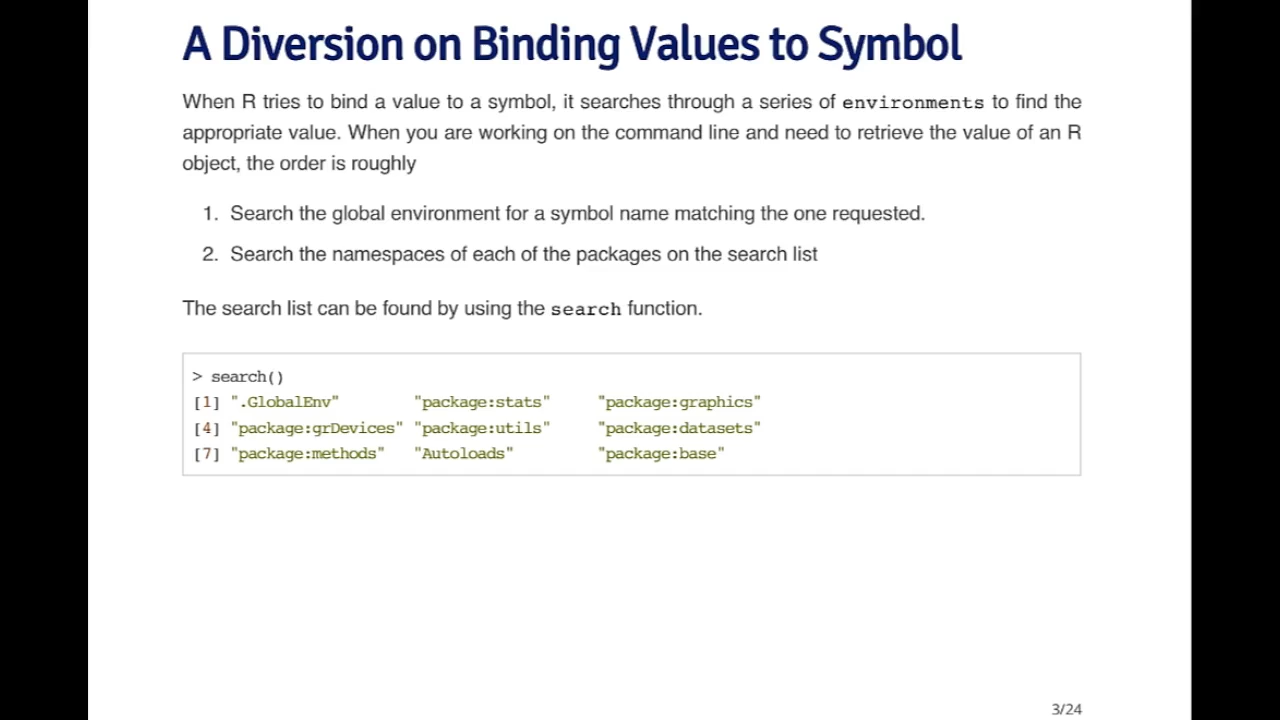 A Diversion on Binding Values to Symbol
When R tries to bind a value to a symbol, it searches through a series of environments to find the
appropriate value. When you are working on the command line and need to retrieve the value of an R
object, the order is roughly
1. Search the global environment for a symbol name matching the one requested.
2. Search the namespaces of each of the packages on the search list
The search list can be found by using the search function.
> search()
[1] ".GlobalEnv" "package:stats" "package:graphics"
[4] "package:grDevices" "package:utils" "package:datasets"
[7] "package:methods" "Autoloads" "package:base"
3/24